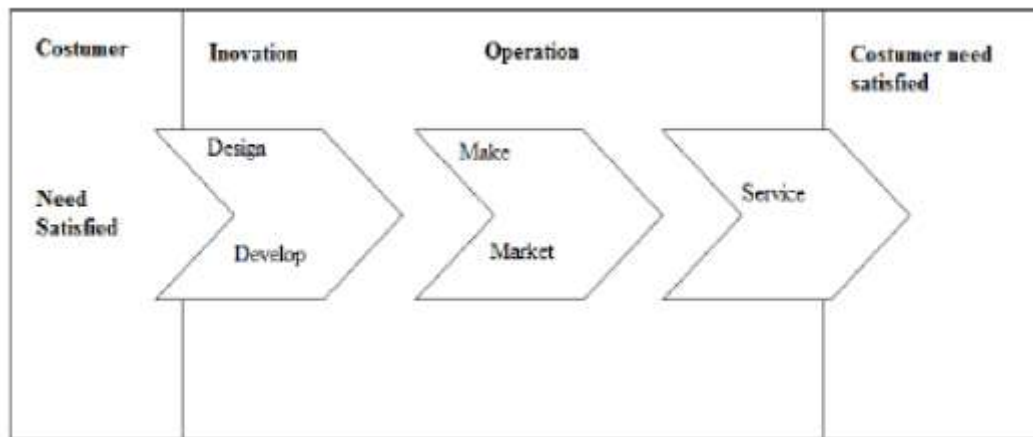 Costumer
Inovation
Operation
Costumer need
satisfied
Design
Make
Need
Satisfied
Service
Develop
Market